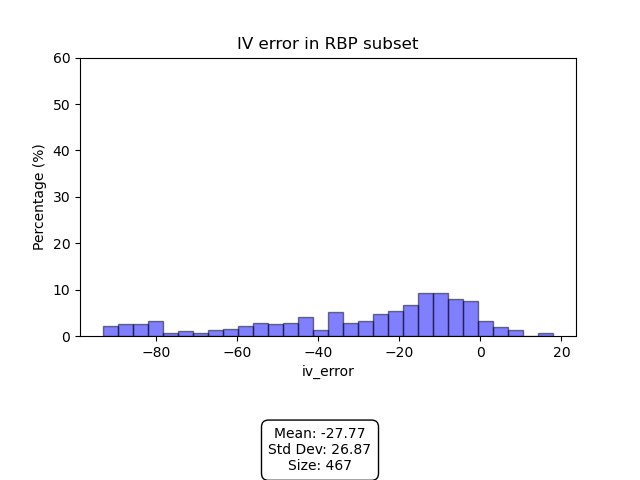 IV error in RBP subset
60
50
40
30
20
10
0
Percentage (%)
−80
−60
−40
−20
0
20
iv_error
Mean: -27.77
Std Dev: 26.87
Size: 467